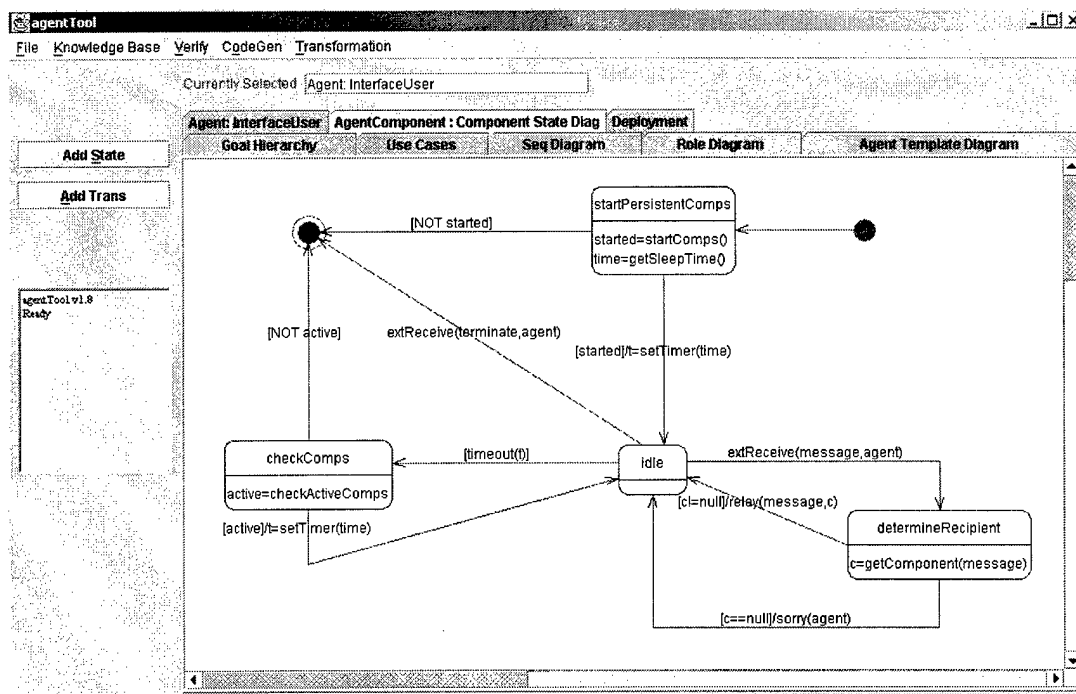 agentTool
File Knowledge Base Verify CodeGen Transformation
Currently Selected Agent: InterfaceUser
Agent: InterfaceUser AgentComponent : Component State Diag Deployment
Goal Hierarchy Use Cases Seq Diagram Role Diagram Agent Template Diagram
Add State
Add Trans
agentTool v1.8
Ready
startPersistentComps
started=startComps()
time=getSleepTime()
[NOT started]
[NOT active]
extReceive(terminate,agent)
[started]/t=setTimer(time)
checkComps
active=checkActiveComps
[timeout(t)]
idle
extReceive(message,agent)
[c!=null]/relay(message,c)
[active]/t=setTimer(time)
determineRecipient
c=getComponent(message)
[c==null]/sorry(agent)